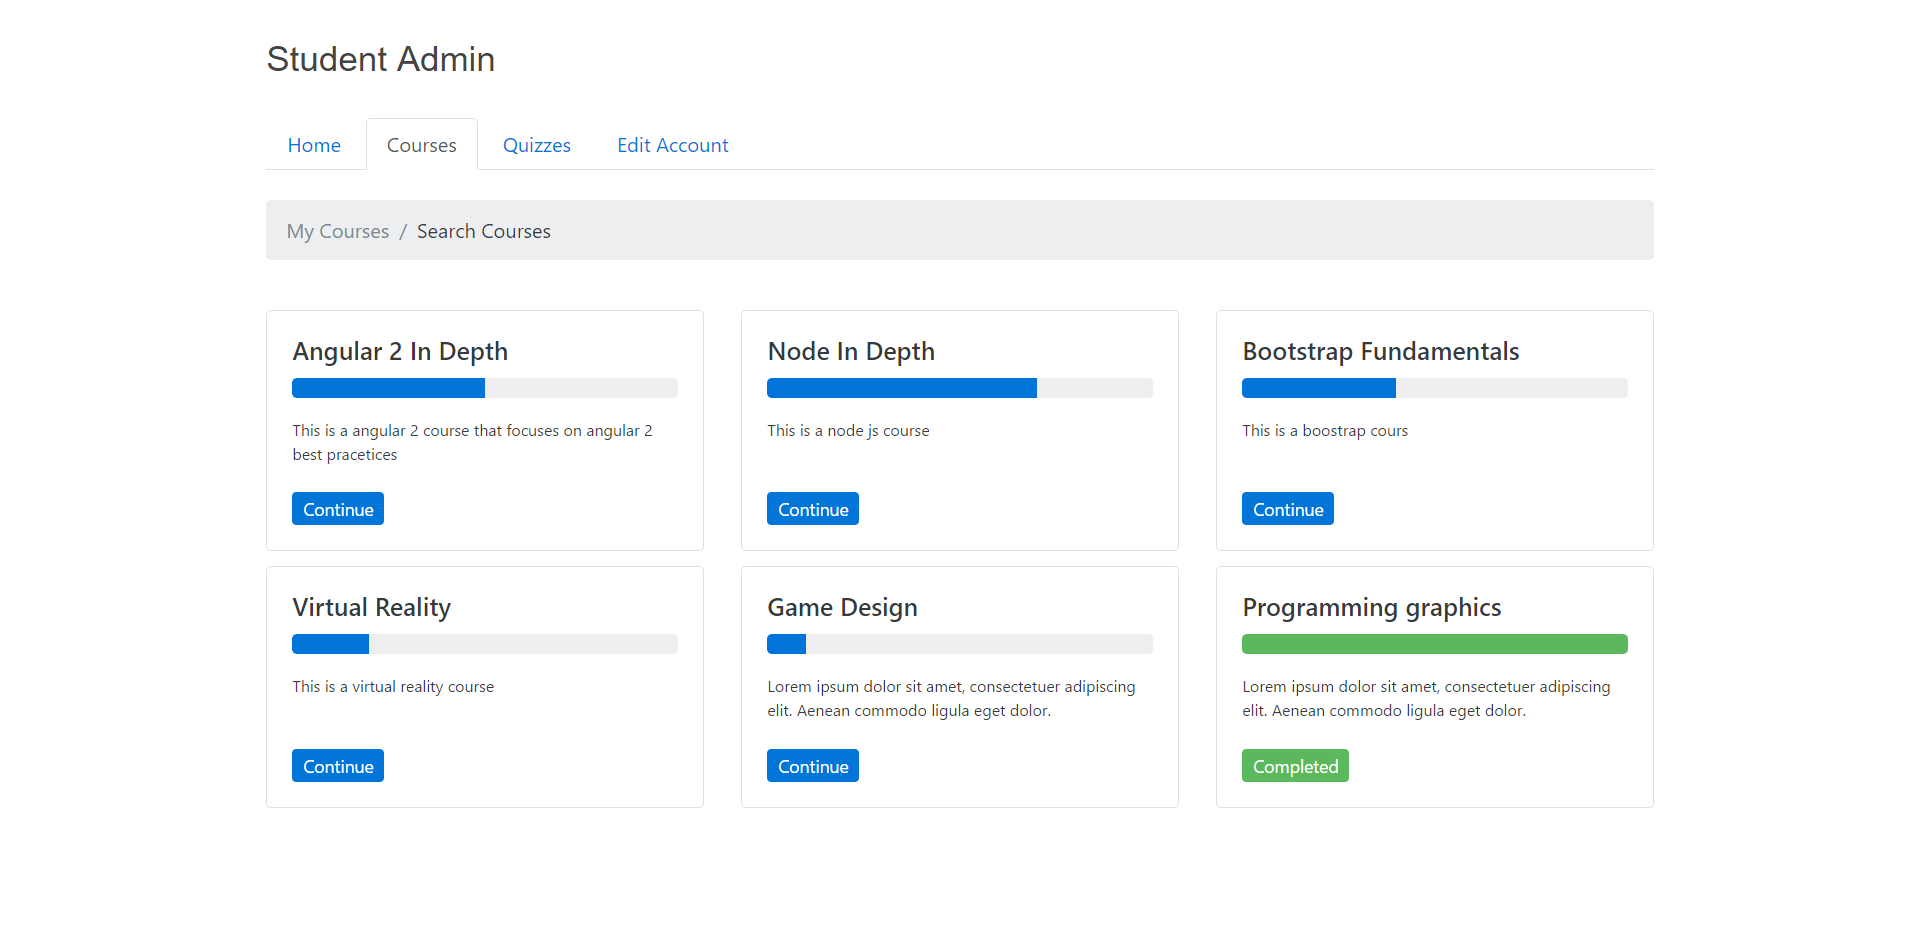 Student Admin
Home Courses Quizzes Edit Account
My Courses / Search Courses
Angular 2 In Depth
This is a angular 2 course that focuses on angular 2
best pracetices
Continue
Node In Depth
This is a node js course
Continue
Bootstrap Fundamentals
This is a boostrap cours
Continue
Virtual Reality
This is a virtual reality course
Continue
Game Design
Lorem ipsum dolor sit amet, consectetuer adipiscing
elit. Aenean commodo ligula eget dolor.
Continue
Programming graphics
Lorem ipsum dolor sit amet, consectetuer adipiscing
elit. Aenean commodo ligula eget dolor.
Completed